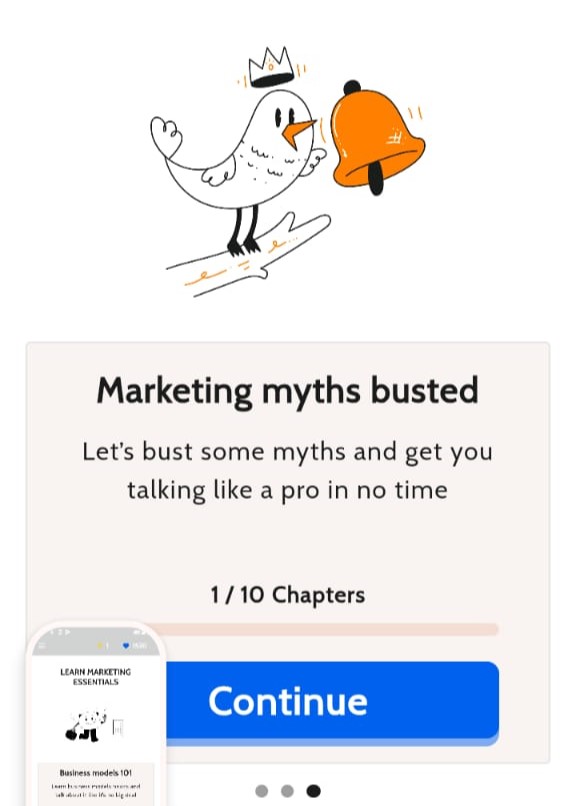 Marketing myths busted
Let's bust some myths and get you
talking like a pro in no time
1 / 10 Chapters
Continue
LEARN MARKETING
ESSENTIALS
Business models 101